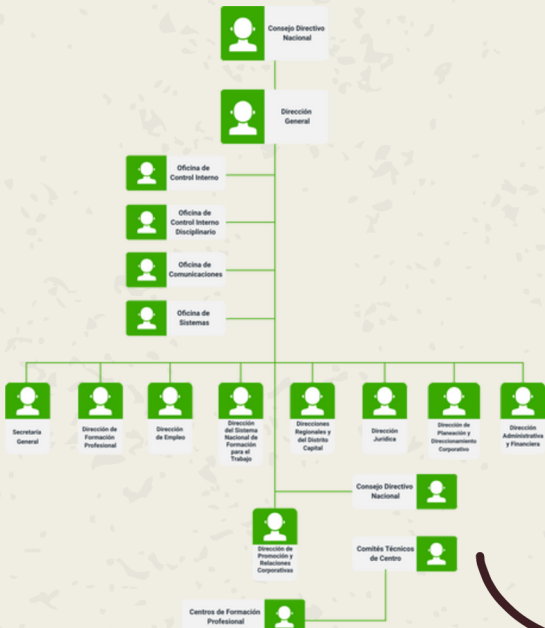 Consejo Directivo
Nacional
Dirección
General
Oficina de
Control Interno
Oficina de
Control Interno
Disciplinario
Oficina de
Comunicaciones
Oficina de
Sistemas
Secretaría
General
Dirección de
Formación
Profesional
Dirección
de Empleo
Dirección
del Sistema
Nacional de
Formación
para el
Trabajo
Direcciones
Regionales y
del Distrito
Capital
Dirección
Jurídica
Dirección de
Planeación y
Direccionamiento
Corporativo
Dirección
Administrativa
y Financiera
Consejo Directivo
Nacional
Dirección de
Promoción y
Relaciones
Corporativas
Comités Técnicos
de Centro
Centros de Formación
Profesional